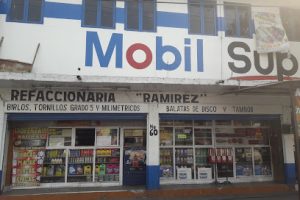 Mobil Sup
REFACCIONARIA "RAMIREZ"
BIRLOS, TORNILLOS GRADO 5 Y MILIMETRICOS
BALATAS DE DISCO Y TAMBOR